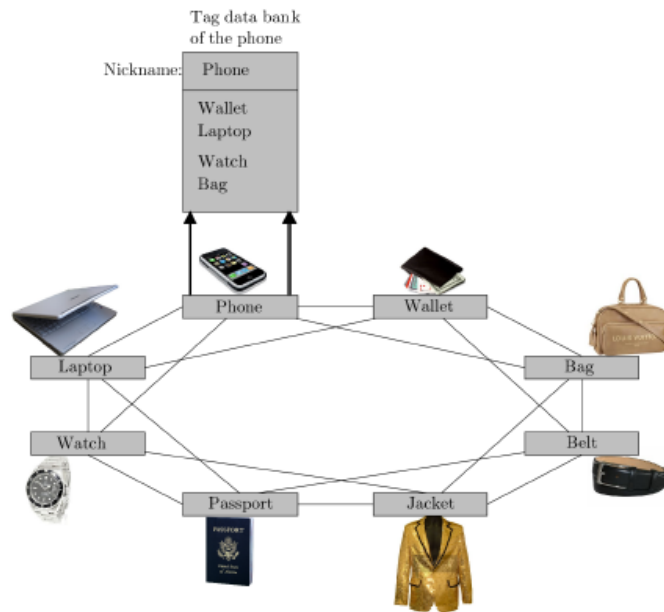 Tag data bank
of the phone
Nickname: Phone
Wallet
Laptop
Watch
Bag
Phone
Wallet
Laptop
Bag
Watch
Belt
Passport
Jacket
PASSPORT